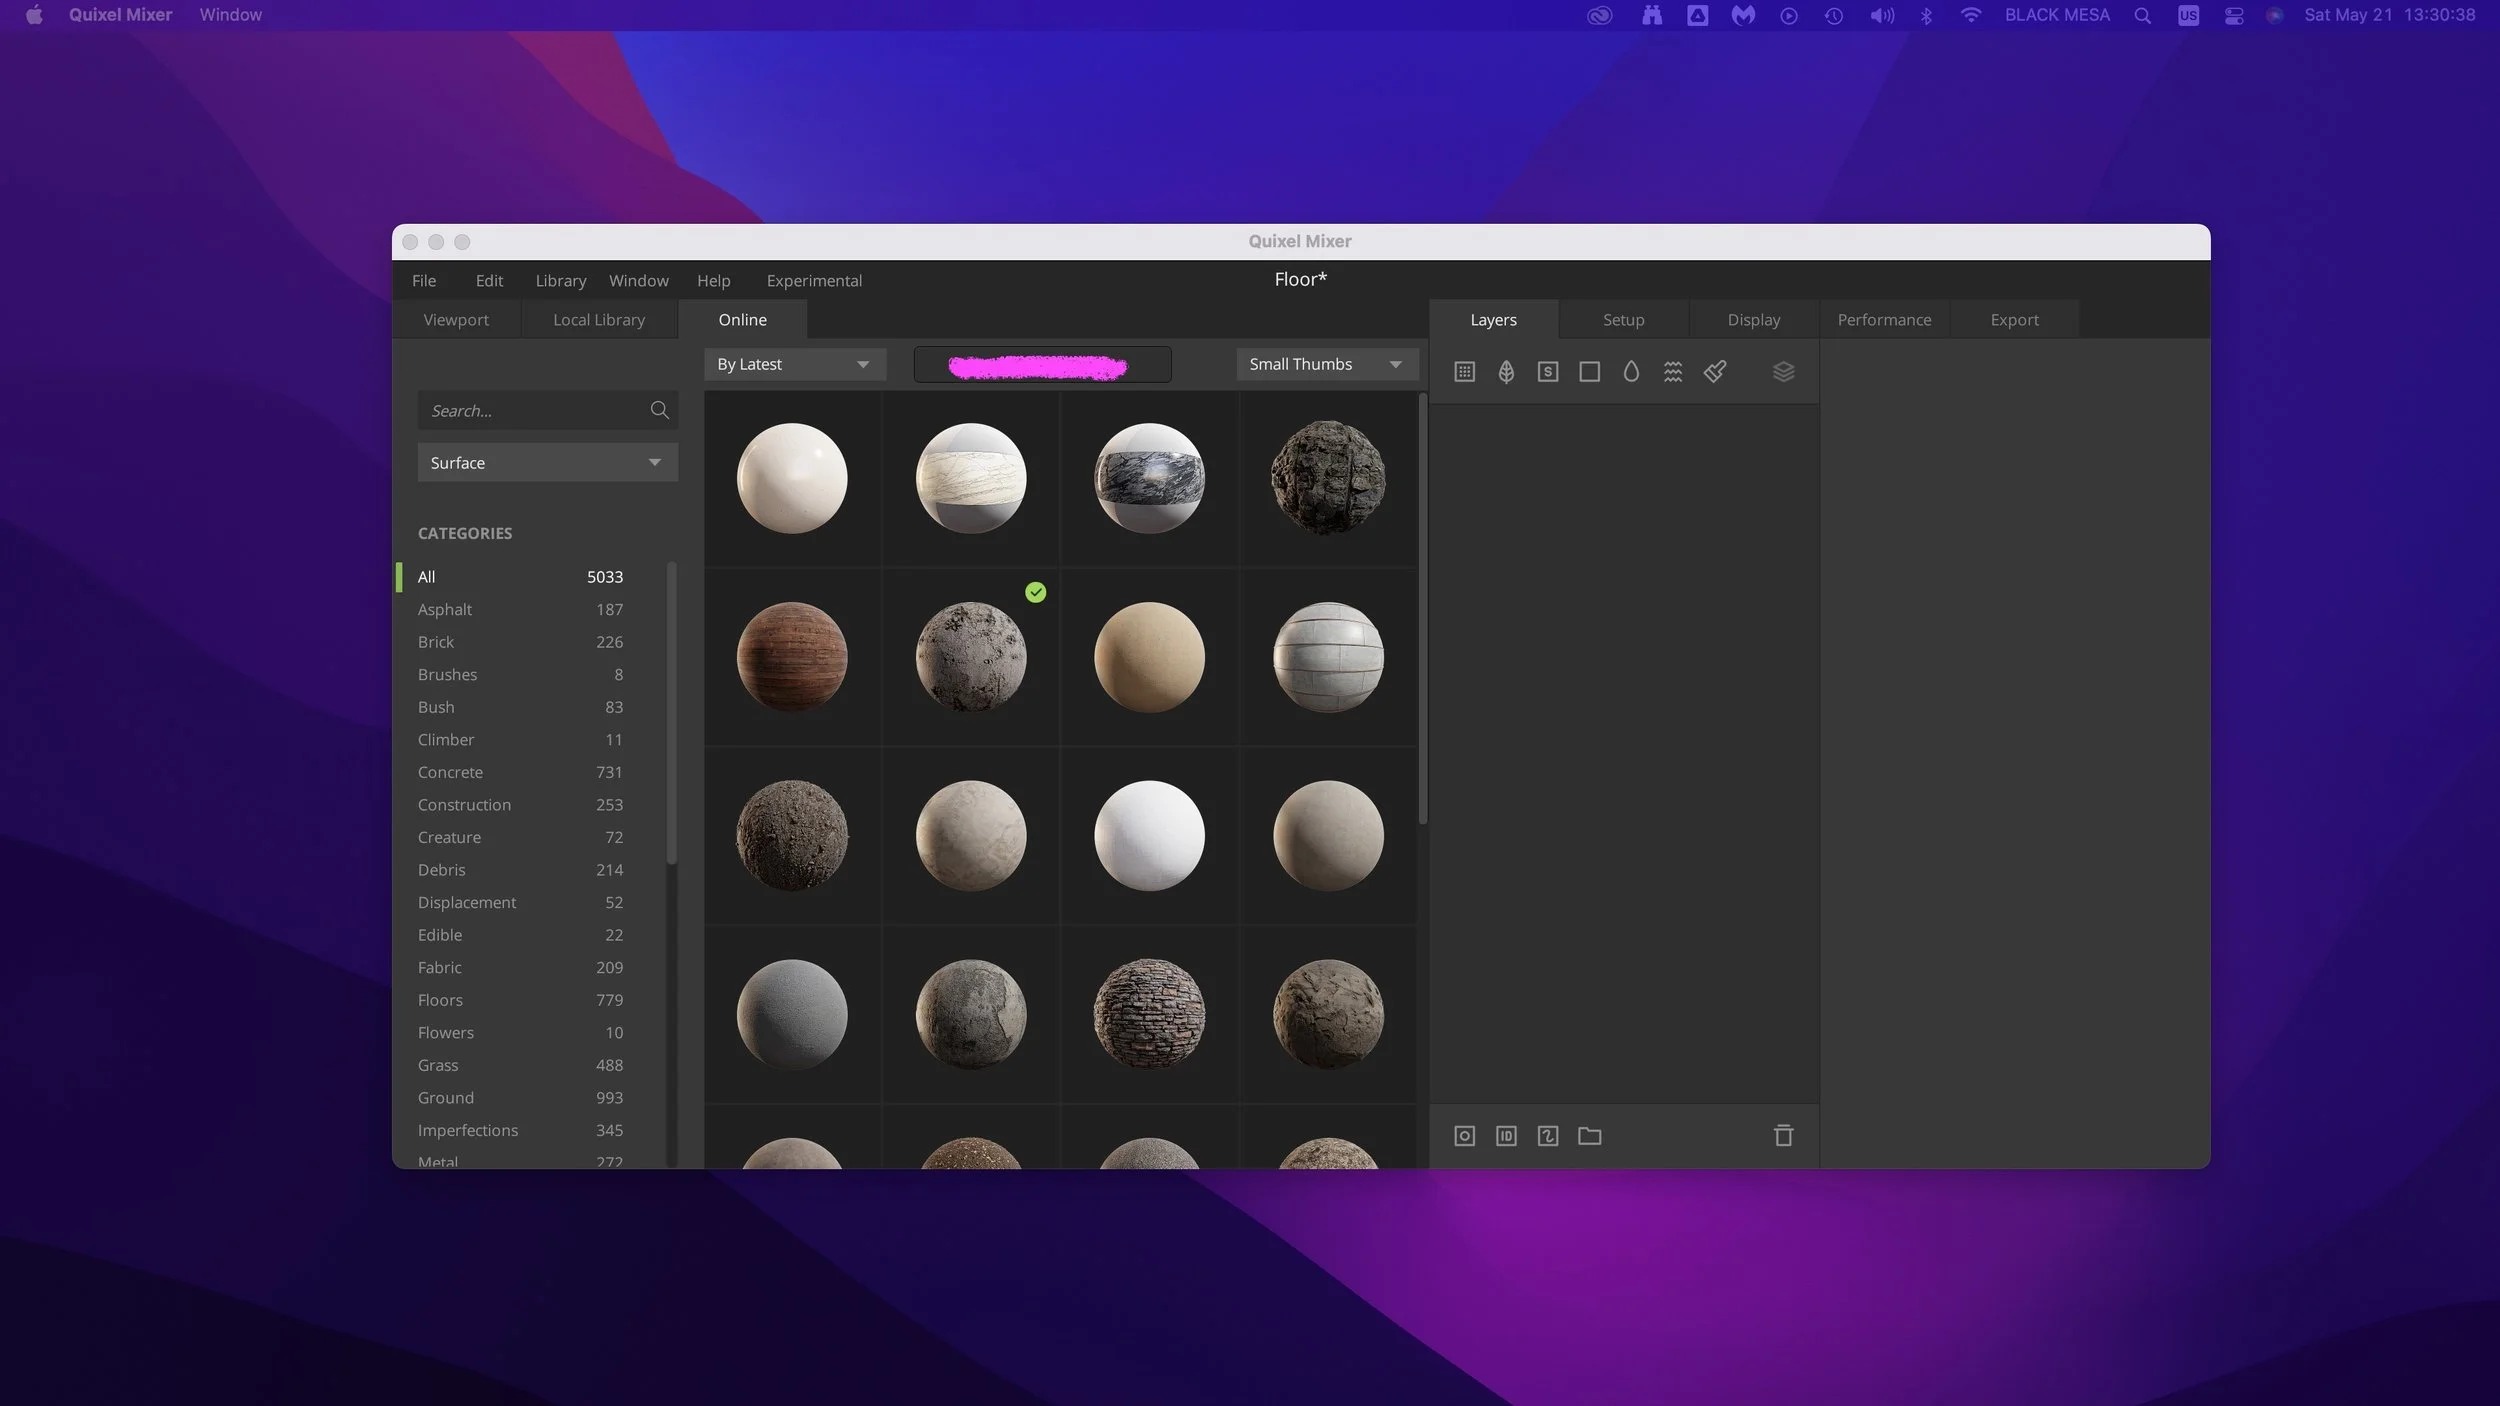 Quixel Mixer Window BLACK MESA US Sat May 21 13:30:38
Quixel Mixer
File Edit Library Window Help Experimental Floor*
Viewport Local Library Online Layers Setup Display Performance Export
By Latest Small Thumbs
S
Search...
Surface
CATEGORIES
All 5033
Asphalt 187
Brick 226
Brushes 8
Bush 83
Climber 11
Concrete 731
Construction 253
Creature 72
Debris 214
Displacement 52
Edible 22
Fabric 209
Floors 779
Flowers 10
Grass 488
Ground 993
Imperfections 345
ID
Metal 272